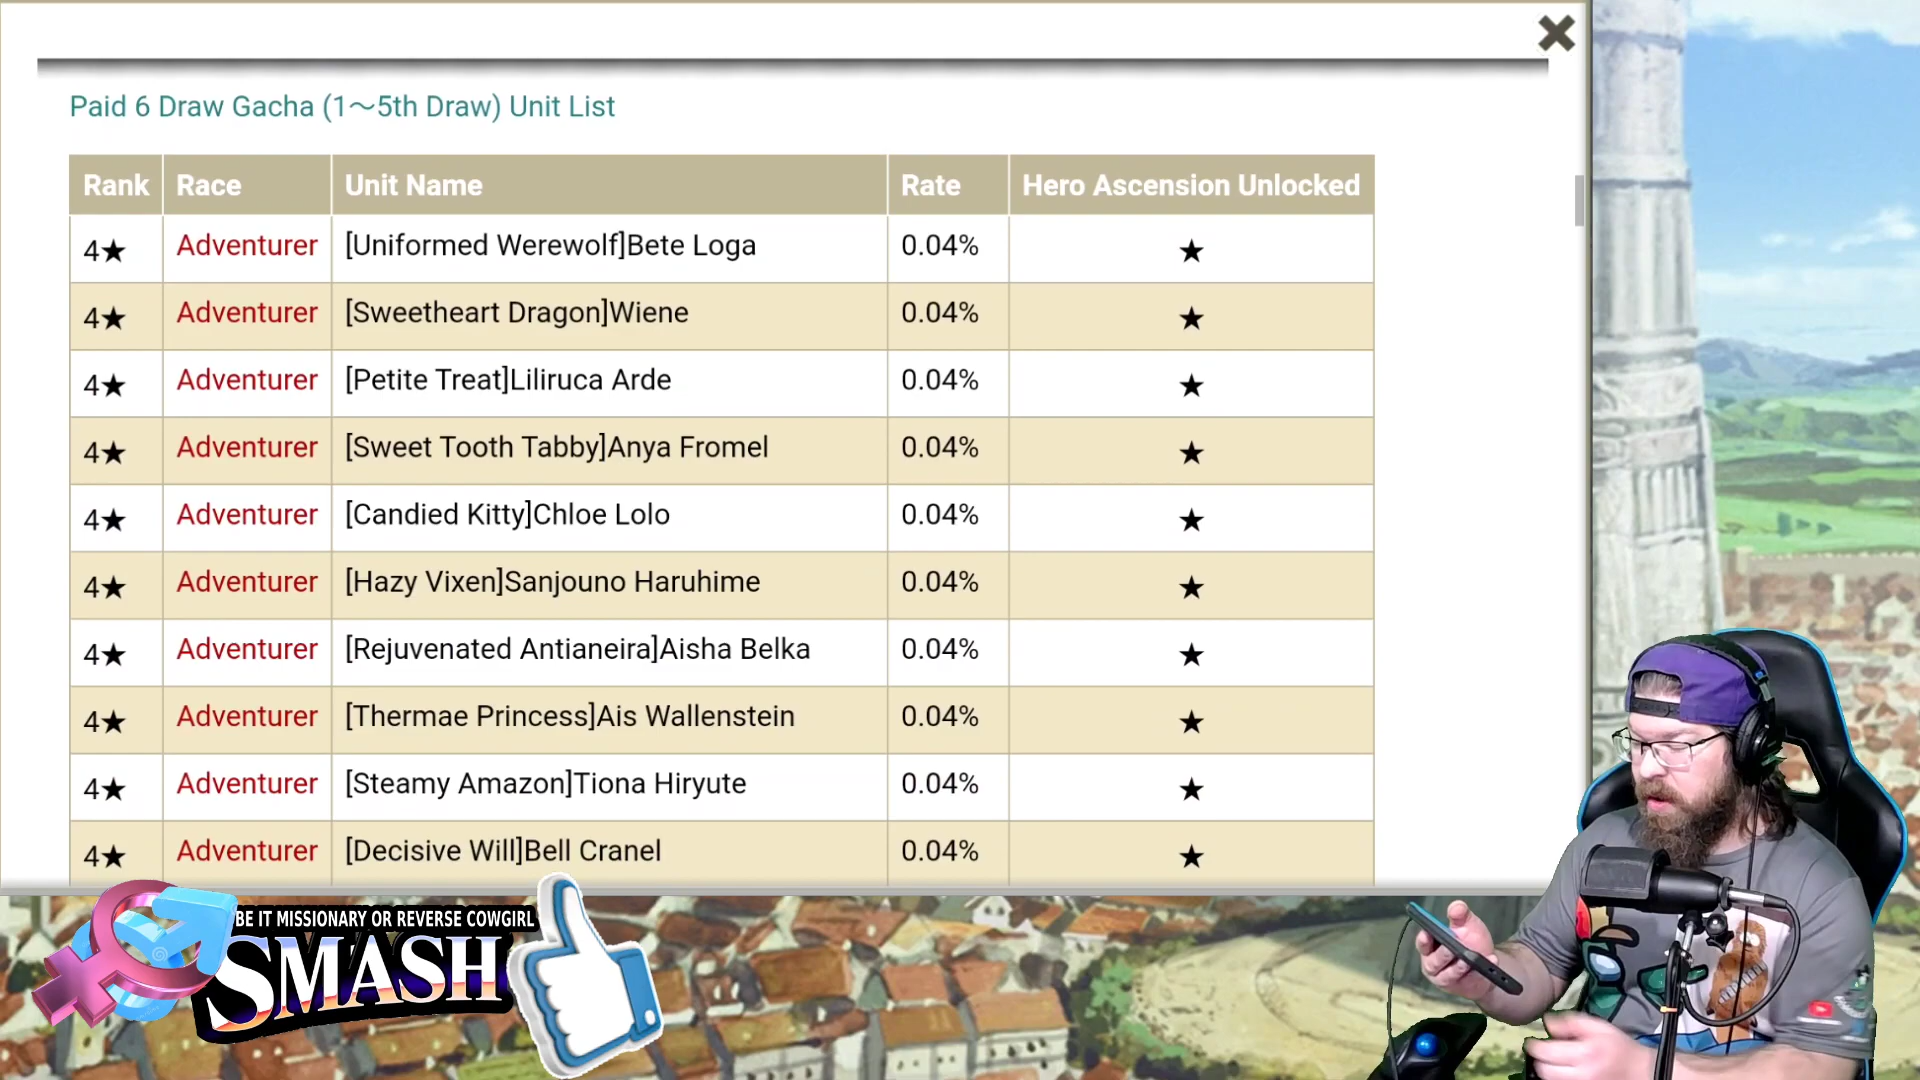 Paid 6 Draw Gacha (1～5th Draw) Unit List
Rank Race Unit Name Rate Hero Ascension Unlocked
4★ Adventurer [Uniformed Werewolf]Bete Loga 0.04% ★
4★ Adventurer [Sweetheart Dragon]Wiene 0.04% ★
4★ Adventurer [Petite Treat]Liliruca Arde 0.04% ★
4★ Adventurer [Sweet Tooth Tabby]Anya Fromel 0.04% ★
4★ Adventurer [Candied Kitty]Chloe Lolo 0.04% ★
4★ Adventurer [Hazy Vixen]Sanjouno Haruhime 0.04% ★
4★ Adventurer [Rejuvenated Antianeira]Aisha Belka 0.04% ★
4★ Adventurer [Thermae Princess]Ais Wallenstein 0.04% ★
4★ Adventurer [Steamy Amazon]Tiona Hiryute 0.04% ★
4★ Adventurer [Decisive Will]Bell Cranel 0.04% ★
BE IT MISSIONARY OR REVERSE COWGIRL
SMASH